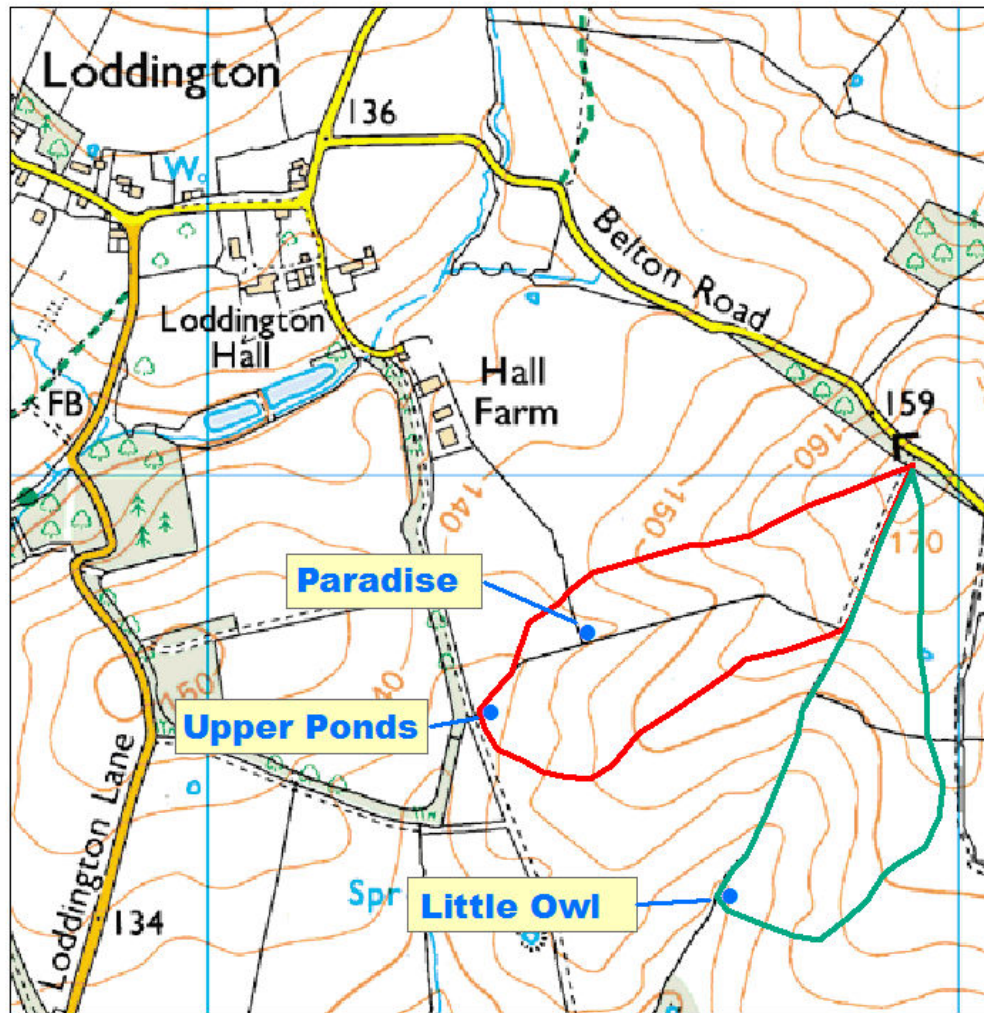 Loddington
136
W
Belton Road
Loddington
Hall
Hall
Farm
FB
159
160
140
150
170
Paradise
150
40
Upper Ponds
Loddington Lane
Spr
Little Owl
134